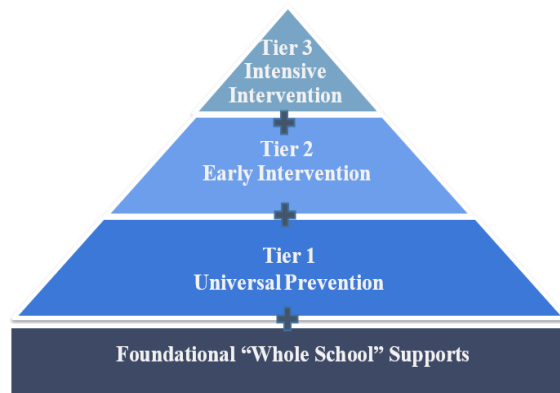 Tier 3
Intensive
Intervention
Tier 2
Early Intervention
Tier 1
Universal Prevention
Foundational “Whole School” Supports